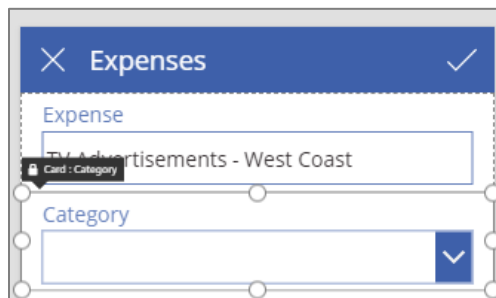 Expenses
Expense
TV Advertisements - West Coast
Card : Category
Category